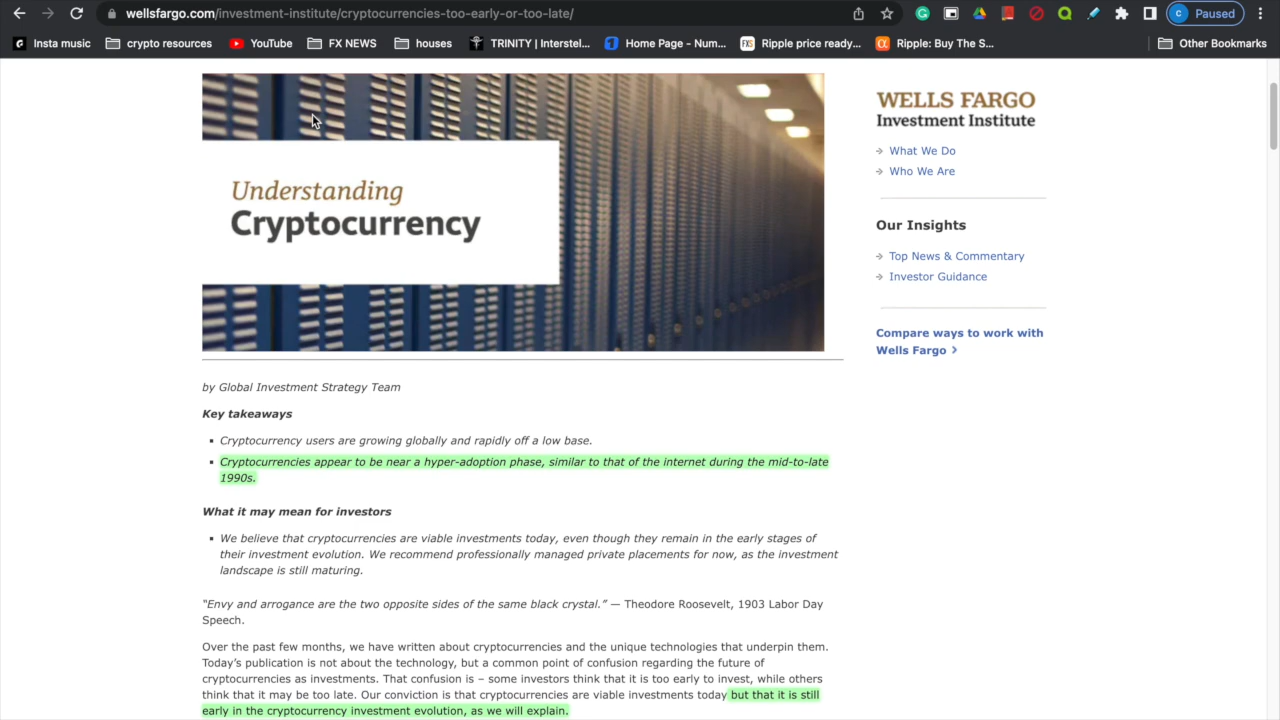 wellsfargo.com/investment-institute/cryptocurrencies-too-early-or-too-late/
C Paused
Insta music
crypto resources
YouTube
FX NEWS
houses
TRINITY | Interstel...
Home Page - Num...
FXS Ripple price ready...
α Ripple: Buy The S...
Other Bookmarks
Understanding
Cryptocurrency
WELLS FARGO
Investment Institute
What We Do
Who We Are
Our Insights
Top News & Commentary
Investor Guidance
Compare ways to work with
Wells Fargo
by Global Investment Strategy Team
Key takeaways
Cryptocurrency users are growing globally and rapidly off a low base.
Cryptocurrencies appear to be near a hyper-adoption phase, similar to that of the internet during the mid-to-late
1990s.
What it may mean for investors
We believe that cryptocurrencies are viable investments today, even though they remain in the early stages of
their investment evolution. We recommend professionally managed private placements for now, as the investment
landscape is still maturing.
“Envy and arrogance are the two opposite sides of the same black crystal.” — Theodore Roosevelt, 1903 Labor Day
Speech.
Over the past few months, we have written about cryptocurrencies and the unique technologies that underpin them.
Today’s publication is not about the technology, but a common point of confusion regarding the future of
cryptocurrencies as investments. That confusion is – some investors think that it is too early to invest, while others
think that it may be too late. Our conviction is that cryptocurrencies are viable investments today but that it is still
early in the cryptocurrency investment evolution, as we will explain.